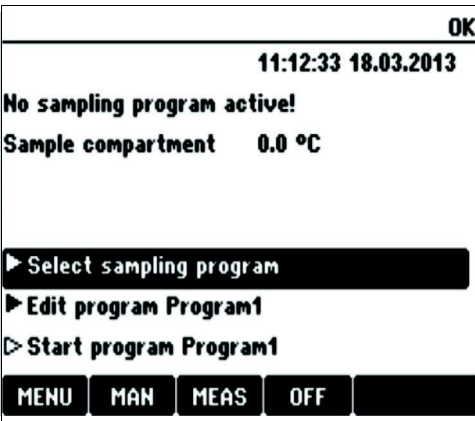 OK
11:12:33 18.03.2013
No sampling program active!
Sample compartment 0.0 °C
Select sampling program
Edit program Program1
Start program Program1
MENU MAN MEAS OFF